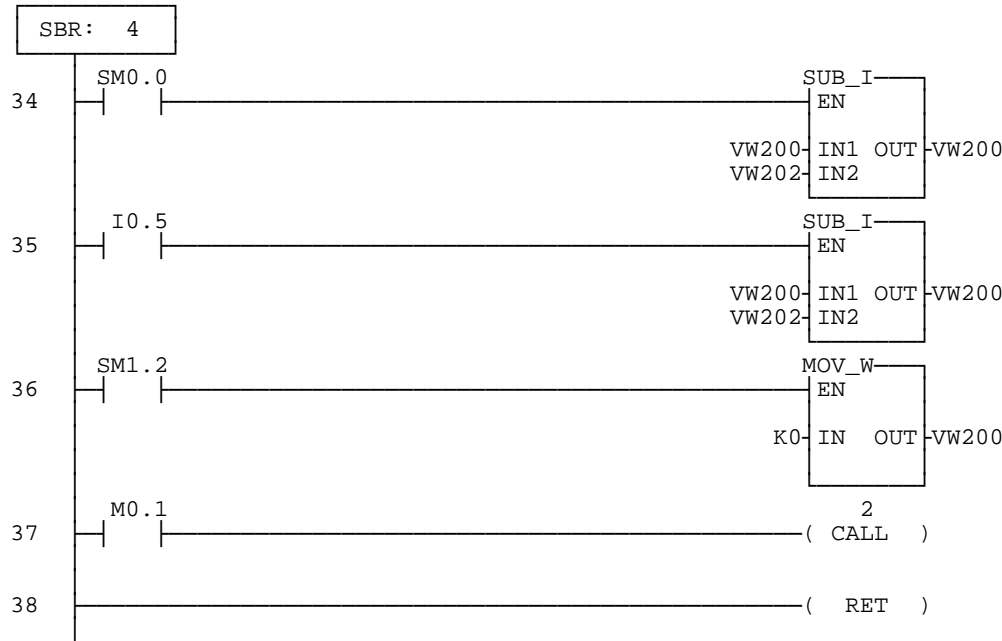 SBR: 4
SM0.0 SUB_I
34 EN
VW200 IN1 OUT VW200
VW202 IN2
I0.5 SUB_I
35 EN
VW200 IN1 OUT VW200
VW202 IN2
SM1.2 MOV_W
36 EN
K0 IN OUT VW200
M0.1 2
37 ( CALL )
38 ( RET )